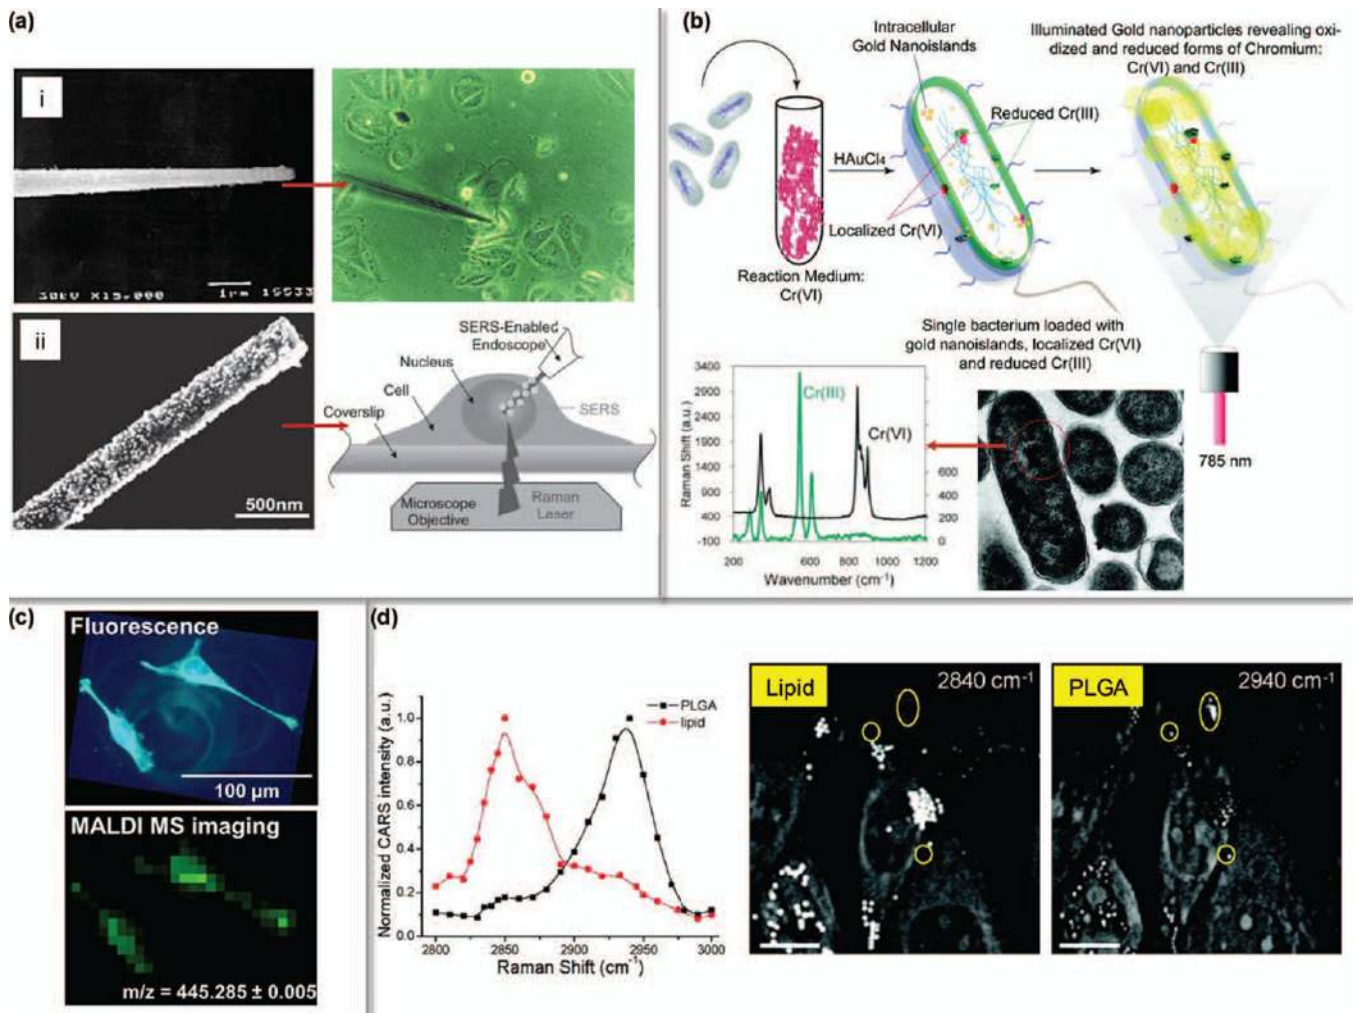 (a)
i
30KV X15,000 1µm 15533
ii
500nm
SERS-Enabled
Endoscope
Nucleus
Cell
Coverslip
SERS
Microscope
Objective
Raman
Laser
(b)
Intracellular
Gold Nanoislands
Illuminated Gold nanoparticles revealing oxi-
dized and reduced forms of Chromium:
Cr(VI) and Cr(III)
Reduced Cr(III)
HAuCl4
Localized Cr(VI)
Reaction Medium:
Cr(VI)
Single bacterium loaded with
gold nanoislands, localized Cr(VI)
and reduced Cr(III)
785 nm
Raman Shift (a.u.)
3400
2900
2400
1900
1400
900
400
-100
Cr(III)
Cr(VI)
600
400
200
0
200 400 600 800 1000 1200
Wavenumber (cm-1)
(c)
Fluorescence
100 µm
MALDI MS imaging
m/z = 445.285 ± 0.005
(d)
Normalized CARS intensity (a.u.)
1.0
0.8
0.6
0.4
0.2
0.0
PLGA
lipid
2800 2850 2900 2950 3000
Raman Shift (cm-1)
Lipid
2840 cm-1
PLGA
2940 cm-1